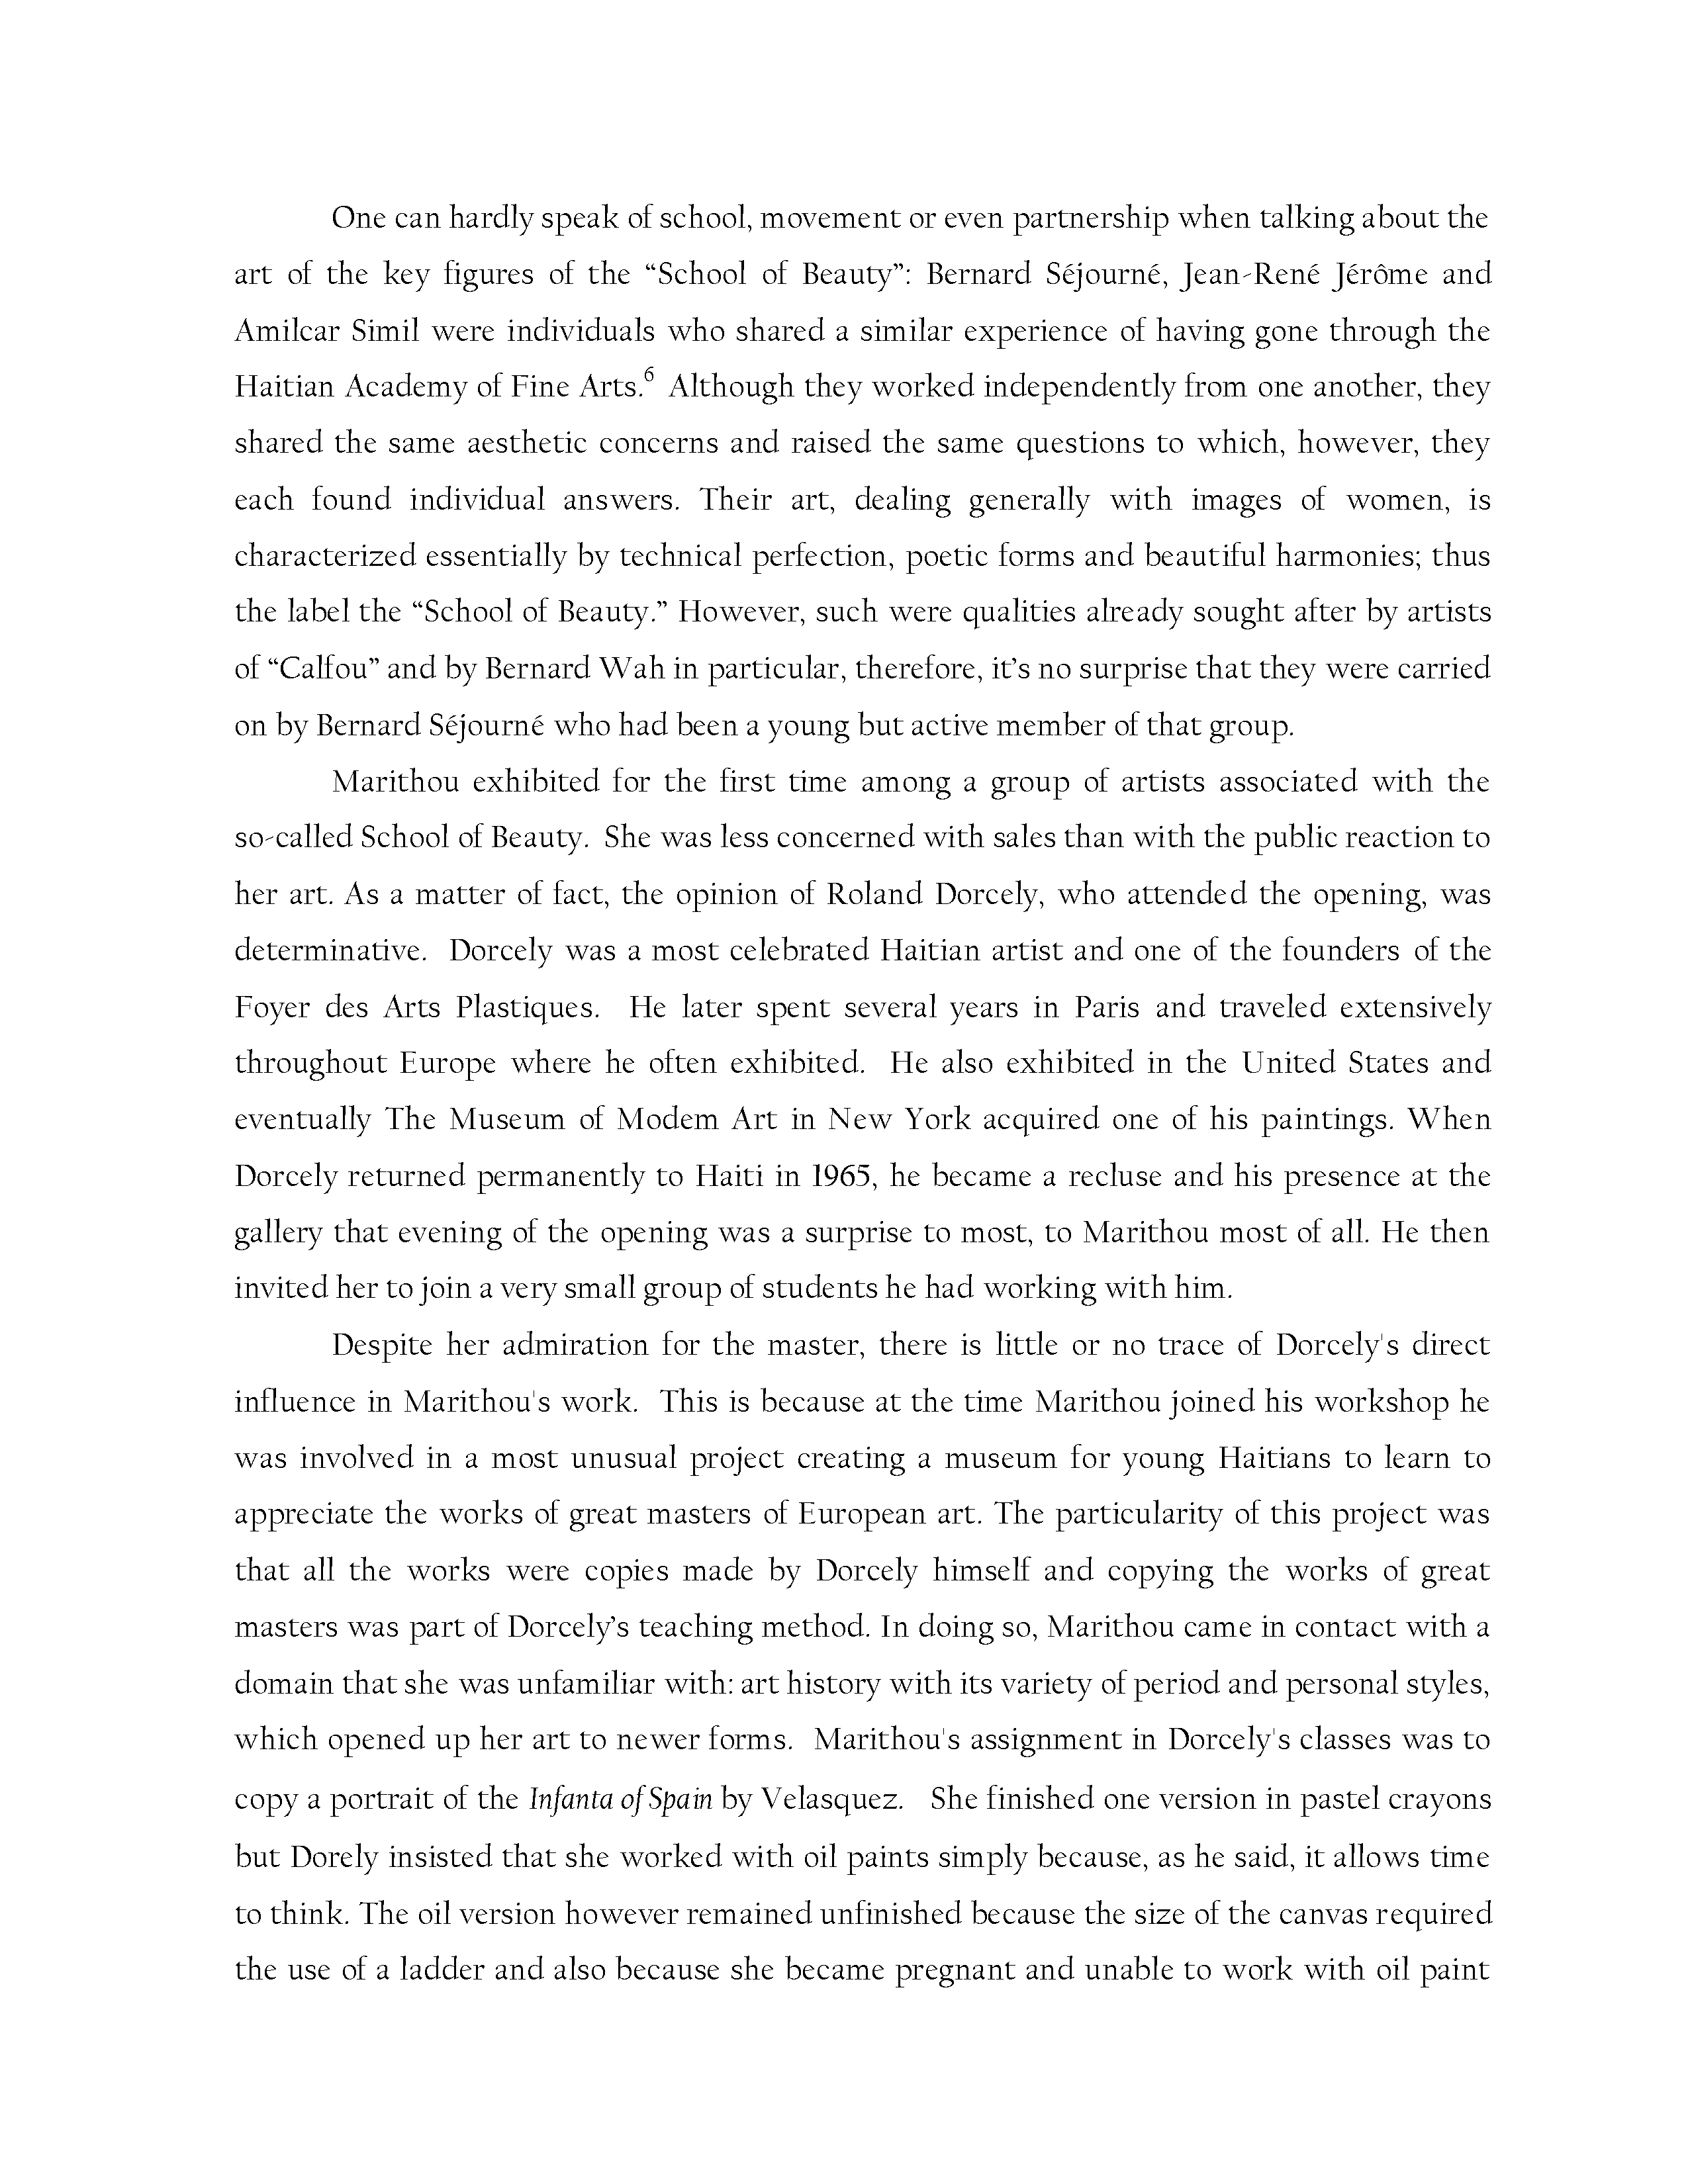 One can hardly speak of school, movement or even partnership when talking about the
art of the key figures of the “School of Beauty”: Bernard Séjourné, Jean-René Jérôme and
Amilcar Simil were individuals who shared a similar experience of having gone through the
Haitian Academy of Fine Arts.6 Although they worked independently from one another, they
shared the same aesthetic concerns and raised the same questions to which, however, they
each found individual answers. Their art, dealing generally with images of women, is
characterized essentially by technical perfection, poetic forms and beautiful harmonies; thus
the label the “School of Beauty.” However, such were qualities already sought after by artists
of “Calfou” and by Bernard Wah in particular, therefore, it’s no surprise that they were carried
on by Bernard Séjourné who had been a young but active member of that group.
Marithou exhibited for the first time among a group of artists associated with the
so-called School of Beauty. She was less concerned with sales than with the public reaction to
her art. As a matter of fact, the opinion of Roland Dorcely, who attended the opening, was
determinative. Dorcely was a most celebrated Haitian artist and one of the founders of the
Foyer des Arts Plastiques. He later spent several years in Paris and traveled extensively
throughout Europe where he often exhibited. He also exhibited in the United States and
eventually The Museum of Modem Art in New York acquired one of his paintings. When
Dorcely returned permanently to Haiti in 1965, he became a recluse and his presence at the
gallery that evening of the opening was a surprise to most, to Marithou most of all. He then
invited her to join a very small group of students he had working with him.
Despite her admiration for the master, there is little or no trace of Dorcely's direct
influence in Marithou's work. This is because at the time Marithou joined his workshop he
was involved in a most unusual project creating a museum for young Haitians to learn to
appreciate the works of great masters of European art. The particularity of this project was
that all the works were copies made by Dorcely himself and copying the works of great
masters was part of Dorcely’s teaching method. In doing so, Marithou came in contact with a
domain that she was unfamiliar with: art history with its variety of period and personal styles,
which opened up her art to newer forms. Marithou's assignment in Dorcely's classes was to
copy a portrait of the Infanta of Spain by Velasquez. She finished one version in pastel crayons
but Dorely insisted that she worked with oil paints simply because, as he said, it allows time
to think. The oil version however remained unfinished because the size of the canvas required
the use of a ladder and also because she became pregnant and unable to work with oil paint